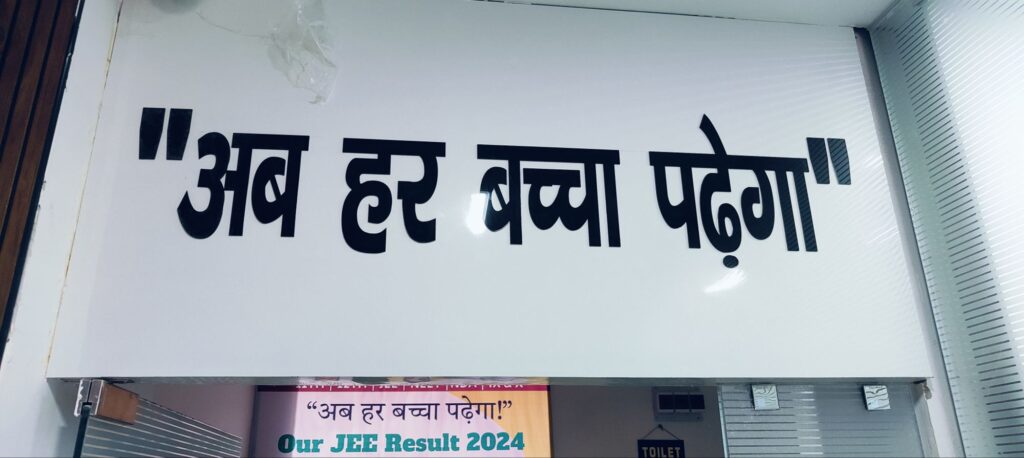 "अब हर बच्चा पढ़ेगा"
“अब हर बच्चा पढ़ेगा!”
Our JEE Result 2024
TOILET